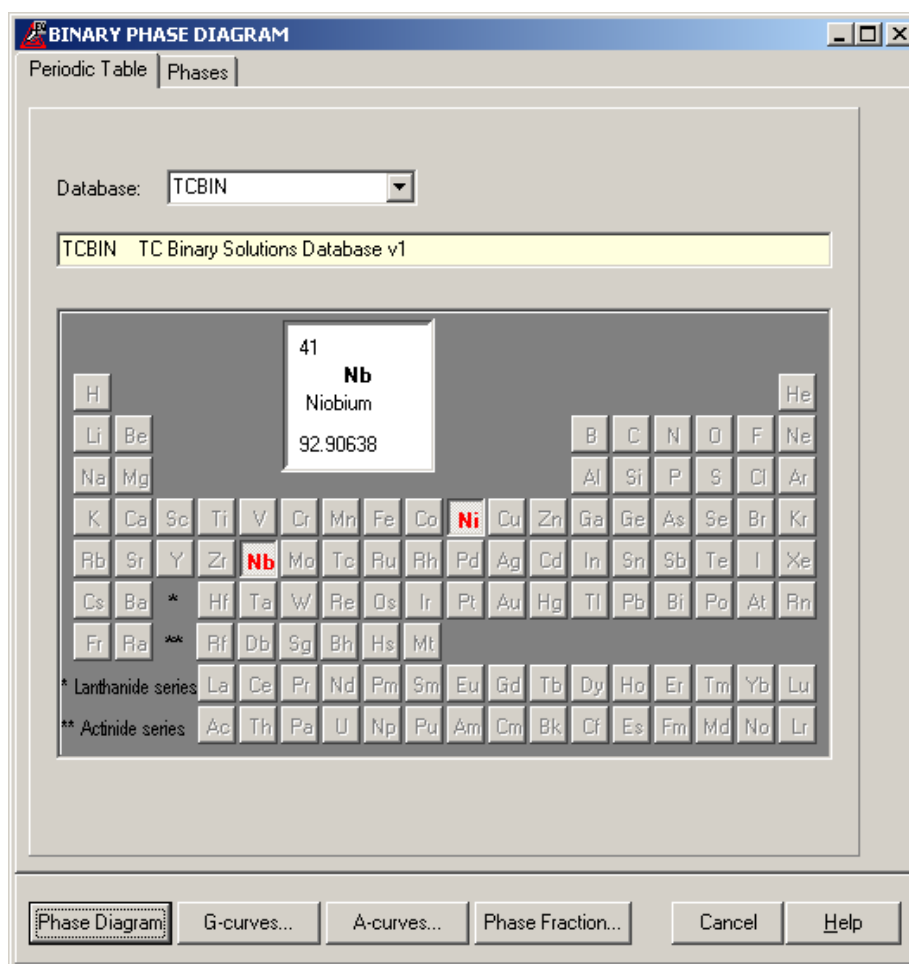 BINARY PHASE DIAGRAM
Periodic Table Phases
Database: TCBIN
TCBIN TC Binary Solutions Database v1
41
Nb
Niobium
92.90638
H He
Li Be B C N O F Ne
Na Mg Al Si P S Cl Ar
K Ca Sc Ti V Cr Mn Fe Co Ni Cu Zn Ga Ge As Se Br Kr
Rb Sr Y Zr Nb Mo Tc Ru Rh Pd Ag Cd In Sn Sb Te I Xe
Cs Ba * Hf Ta W Re Os Ir Pt Au Hg Tl Pb Bi Po At Rn
Fr Ra ** Rf Db Sg Bh Hs Mt
* Lanthanide series La Ce Pr Nd Pm Sm Eu Gd Tb Dy Ho Er Tm Yb Lu
** Actinide series Ac Th Pa U Np Pu Am Cm Bk Cf Es Fm Md No Lr
Phase Diagram G-curves... A-curves... Phase Fraction... Cancel Help